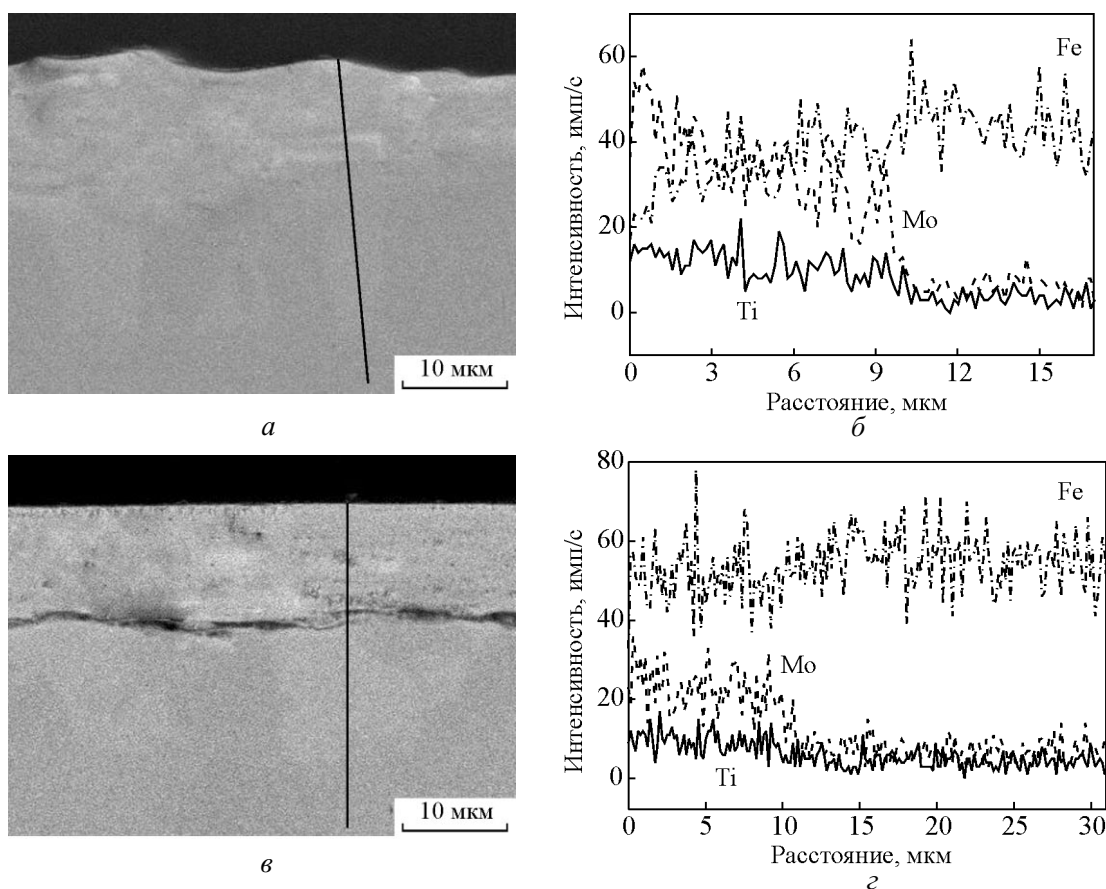 10 мкм
а
Интенсивность, имп/с
60
40
20
0
Fe
Mo
Ti
0 3 6 9 12 15
Расстояние, мкм
б
10 мкм
в
Интенсивность, имп/с
80
60
40
20
0
Fe
Mo
Ti
0 5 10 15 20 25 30
Расстояние, мкм
г